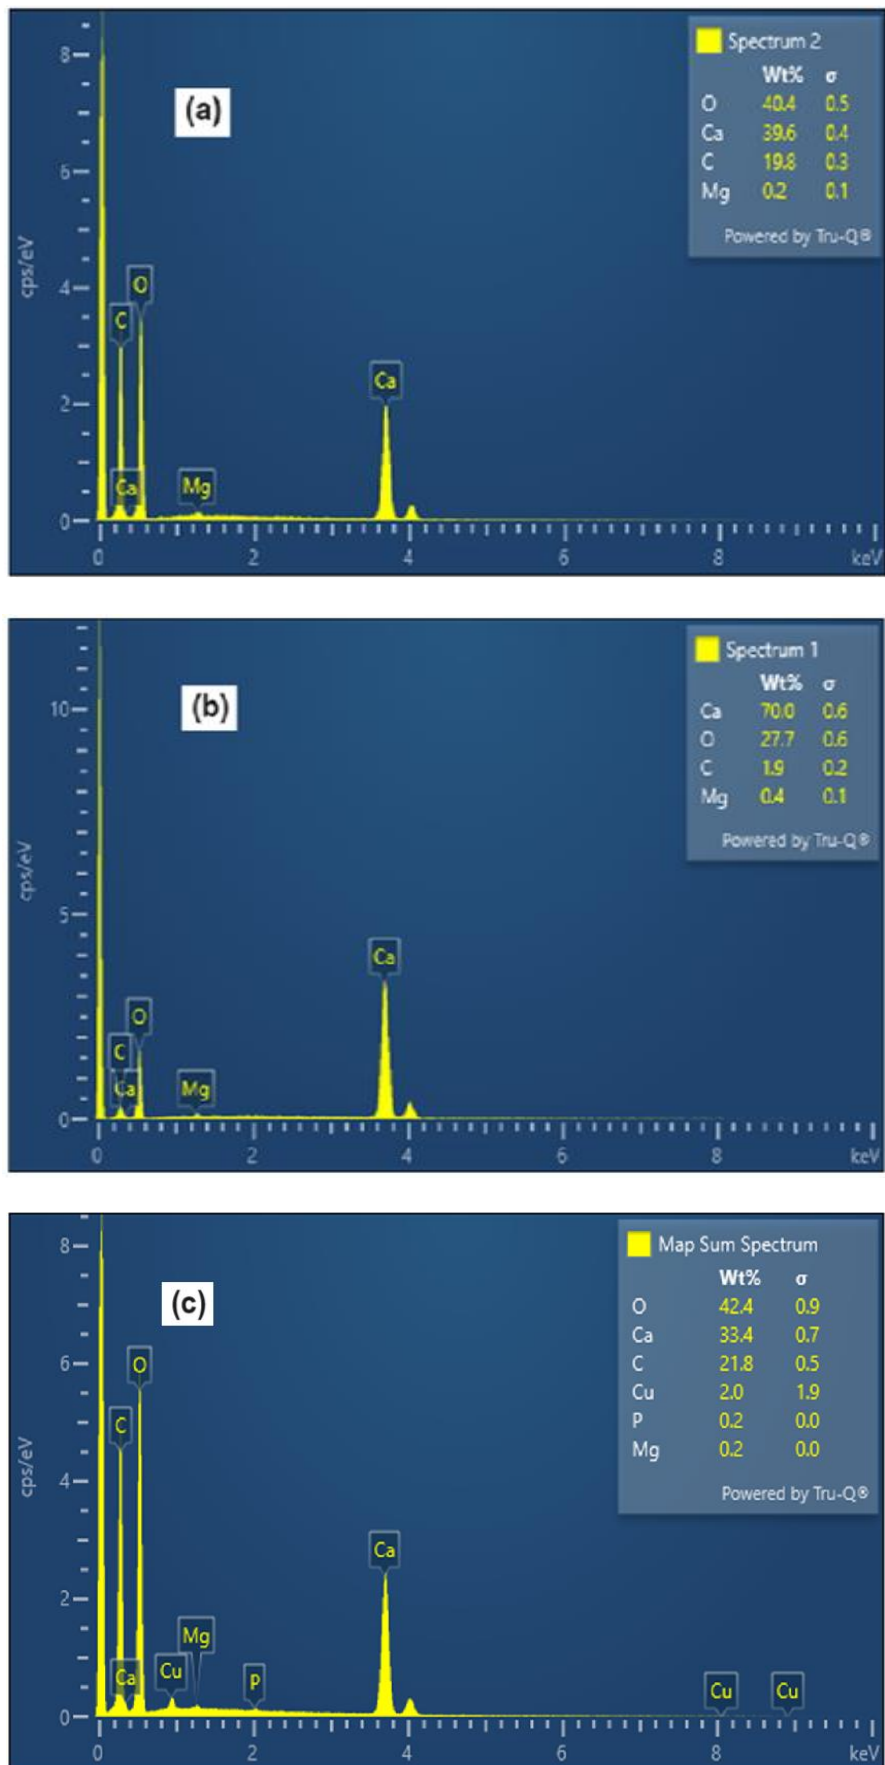 (a)
Spectrum 2
Wt% σ
O 40.4 0.5
Ca 39.6 0.4
C 19.8 0.3
Mg 0.2 0.1
Powered by Tru-Q®
cps/eV
8
6
4
2
0
O
C
Ca
Ca
Mg
0 2 4 6 8 keV
(b)
Spectrum 1
Wt% σ
Ca 70.0 0.6
O 27.7 0.6
C 1.9 0.2
Mg 0.4 0.1
Powered by Tru-Q®
cps/eV
10
5
0
Ca
O
C
Ca
Mg
0 2 4 6 8 keV
(c)
Map Sum Spectrum
Wt% σ
O 42.4 0.9
Ca 33.4 0.7
C 21.8 0.5
Cu 2.0 1.9
P 0.2 0.0
Mg 0.2 0.0
Powered by Tru-Q®
cps/eV
8
6
4
2
0
O
C
Ca
Mg
Ca
Cu
P
Cu
Cu
0 2 4 6 8 keV